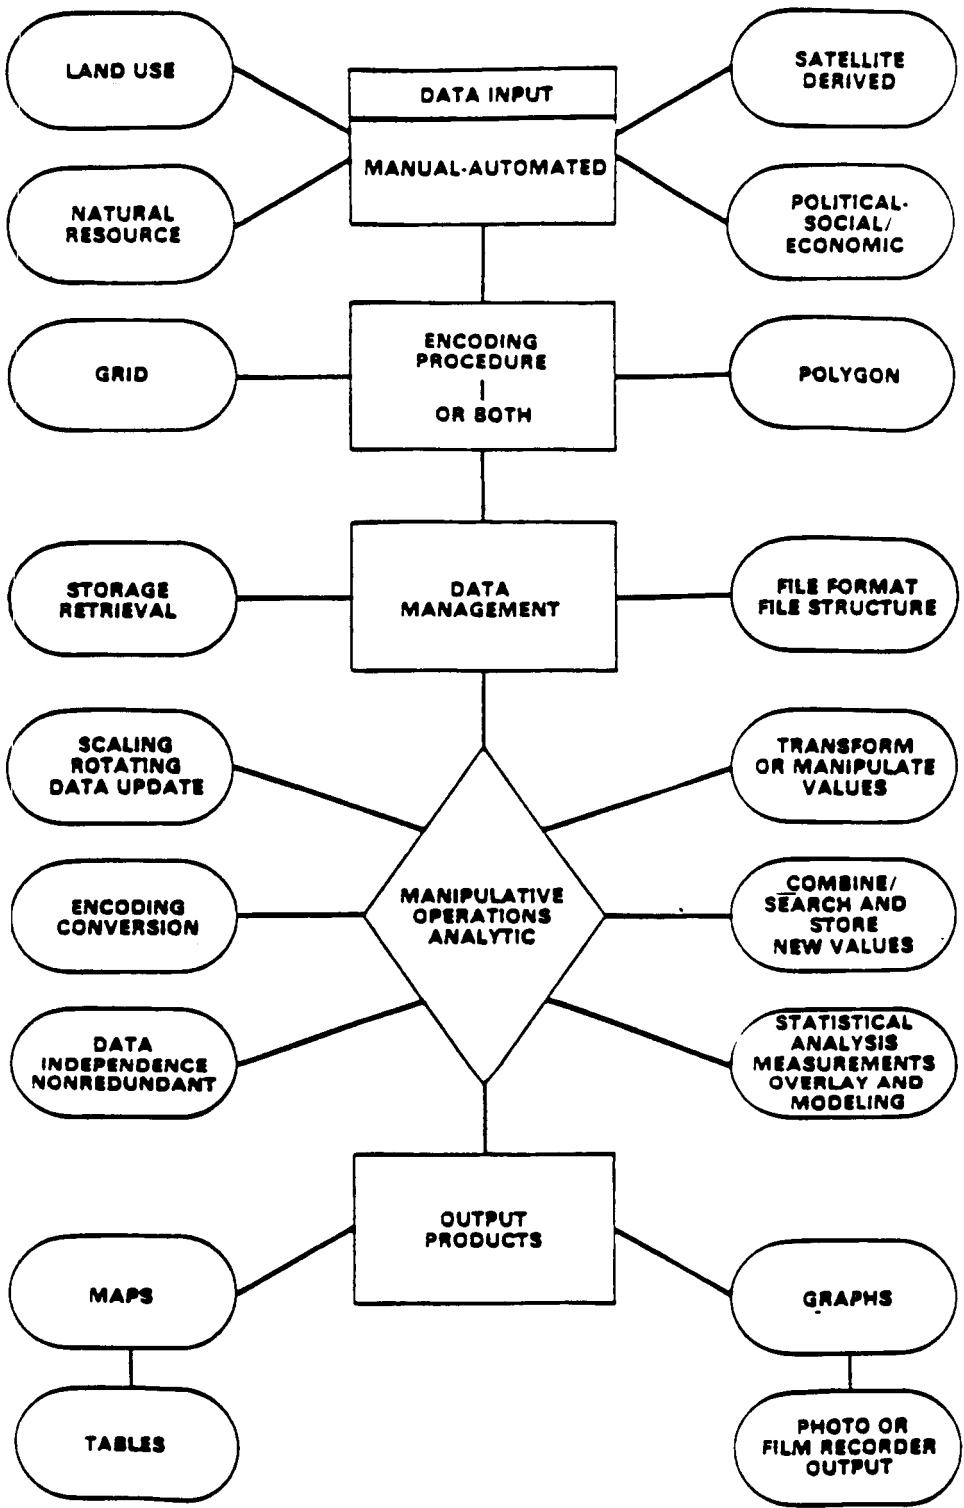 LAND USE
DATA INPUT
SATELLITE
DERIVED
MANUAL-AUTOMATED
NATURAL
RESOURCE
POLITICAL-
SOCIAL/
ECONOMIC
GRID
ENCODING
PROCEDURE
OR BOTH
POLYGON
STORAGE
RETRIEVAL
DATA
MANAGEMENT
FILE FORMAT
FILE STRUCTURE
SCALING
ROTATING
DATA UPDATE
TRANSFORM
OR MANIPULATE
VALUES
ENCODING
CONVERSION
MANIPULATIVE
OPERATIONS
ANALYTIC
COMBINE/
SEARCH AND
STORE
NEW VALUES
DATA
INDEPENDENCE
NONREDUNDANT
STATISTICAL
ANALYSIS
MEASUREMENTS
OVERLAY AND
MODELING
OUTPUT
PRODUCTS
MAPS
GRAPHS
TABLES
PHOTO OR
FILM RECORDER
OUTPUT